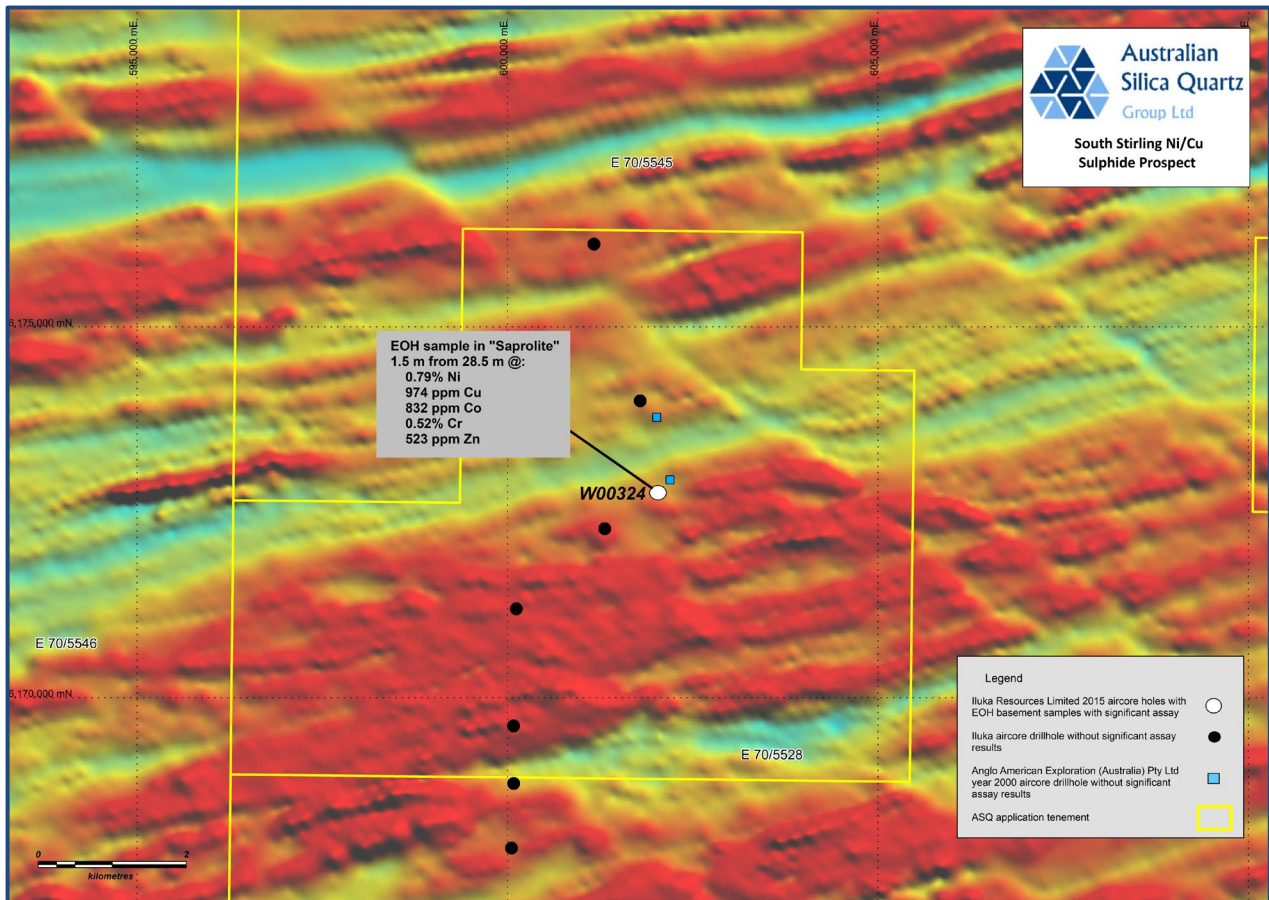 595,000 mE
600,000 mE
605,000 mE
Australian
Silica Quartz
Group Ltd
South Stirling Ni/Cu
Sulphide Prospect
E 70/5545
6,175,000 mN
EOH sample in "Saprolite"
1.5 m from 28.5 m @:
0.79% Ni
974 ppm Cu
832 ppm Co
0.52% Cr
523 ppm Zn
W00324
E 70/5546
6,170,000 mN
E 70/5528
Legend
Iluka Resources Limited 2015 aircore holes with
EOH basement samples with significant assay
Iluka aircore drillhole without significant assay
results
Anglo American Exploration (Australia) Pty Ltd
year 2000 aircore drillhole without significant
assay results
ASQ application tenement
0 2
kilometres